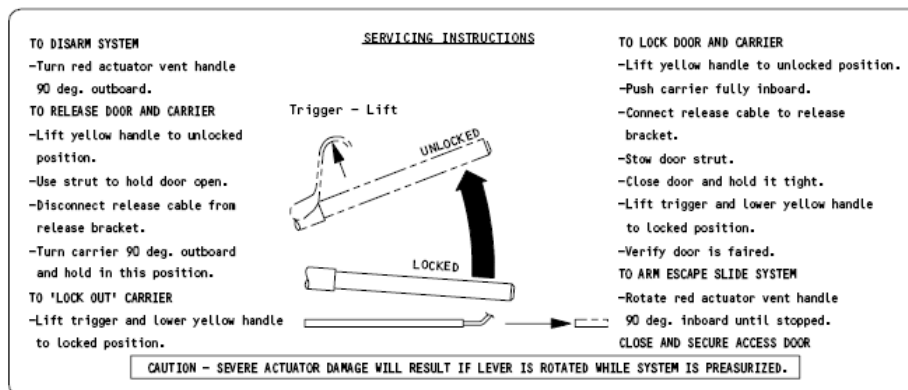 SERVICING INSTRUCTIONS
TO DISARM SYSTEM
-Turn red actuator vent handle
90 deg. outboard.
TO RELEASE DOOR AND CARRIER
-Lift yellow handle to unlocked
position.
-Use strut to hold door open.
-Disconnect release cable from
release bracket.
-Turn carrier 90 deg. outboard
and hold in this position.
TO 'LOCK OUT' CARRIER
-Lift trigger and lower yellow handle
to locked position.
Trigger - Lift
UNLOCKED
LOCKED
TO LOCK DOOR AND CARRIER
-Lift yellow handle to unlocked position.
-Push carrier fully inboard.
-Connect release cable to release
bracket.
-Stow door strut.
-Close door and hold it tight.
-Lift trigger and lower yellow handle
to locked position.
-Verify door is faired.
TO ARM ESCAPE SLIDE SYSTEM
-Rotate red actuator vent handle
90 deg. inboard until stopped.
CLOSE AND SECURE ACCESS DOOR
CAUTION - SEVERE ACTUATOR DAMAGE WILL RESULT IF LEVER IS ROTATED WHILE SYSTEM IS PREASURIZED.